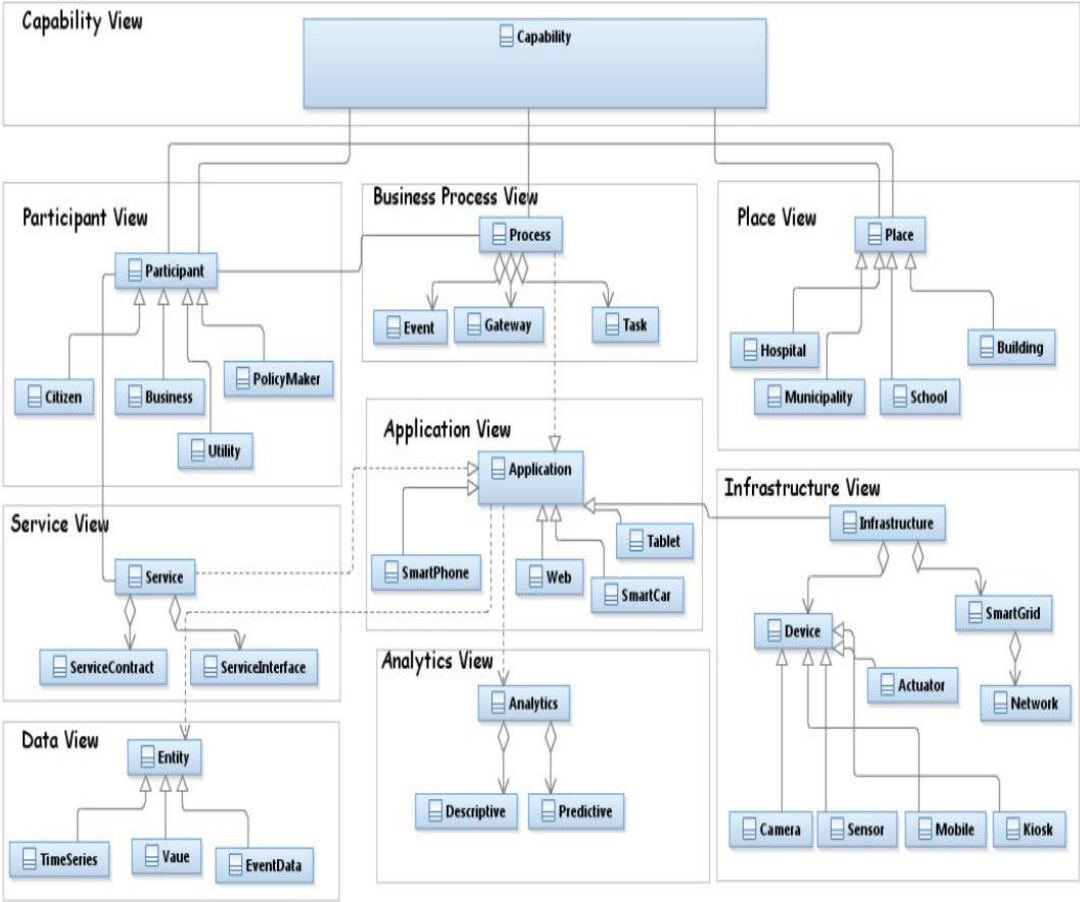 Capability View
Capability
Participant View
Participant
Citizen
Business
PolicyMaker
Utility
Business Process View
Process
Event
Gateway
Task
Place View
Place
Hospital
Building
Municipality
School
Application View
Application
SmartPhone
Web
Tablet
SmartCar
Service View
Service
ServiceContract
ServiceInterface
Infrastructure View
Infrastructure
Device
SmartGrid
Actuator
Network
Camera
Sensor
Mobile
Kiosk
Analytics View
Analytics
Descriptive
Predictive
Data View
Entity
TimeSeries
Vaue
EventData